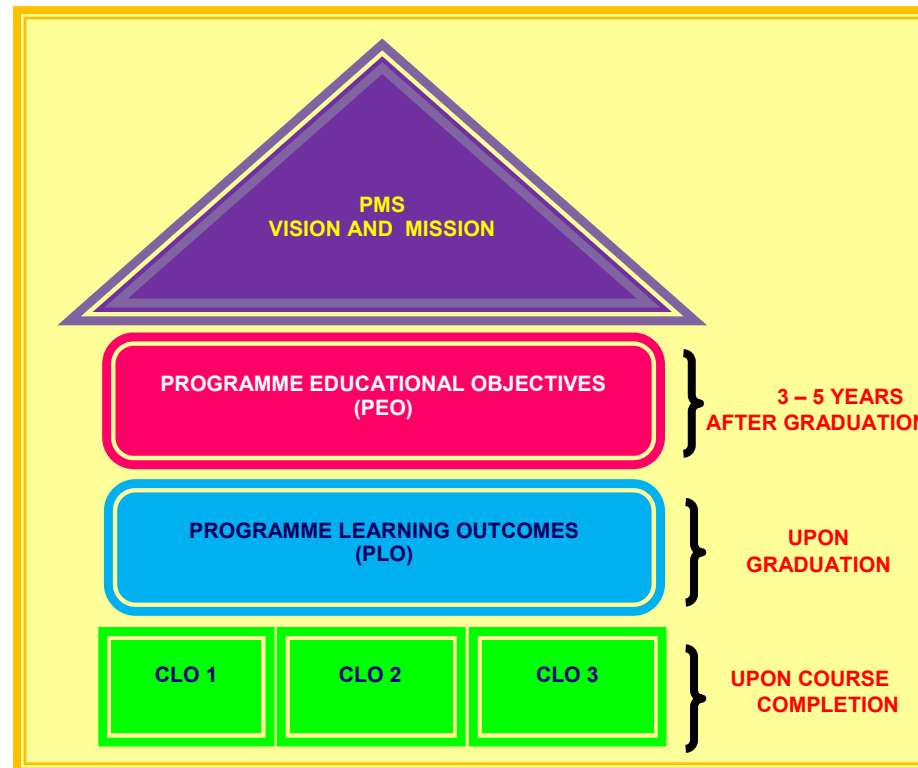 PMS
VISION AND MISSION
PROGRAMME EDUCATIONAL OBJECTIVES
(PEO)
3 – 5 YEARS
AFTER GRADUATION
PROGRAMME LEARNING OUTCOMES
(PLO)
UPON
GRADUATION
CLO 1
CLO 2
CLO 3
UPON COURSE
COMPLETION